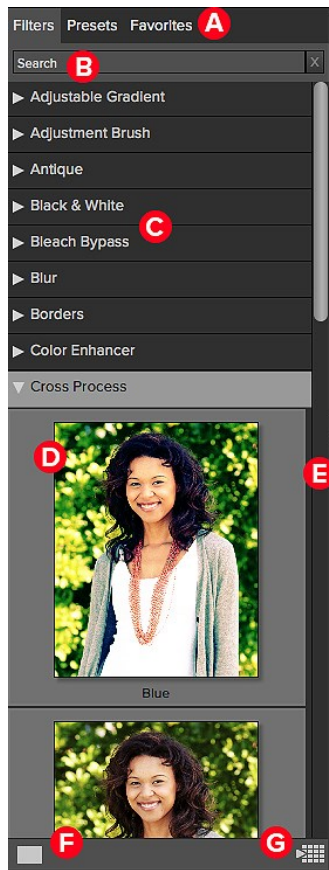 Filters Presets Favorites A
Search B X
Adjustable Gradient
Adjustment Brush
Antique
Black & White
C
Bleach Bypass
Blur
Borders
Color Enhancer
Cross Process
D
E
Blue
F G